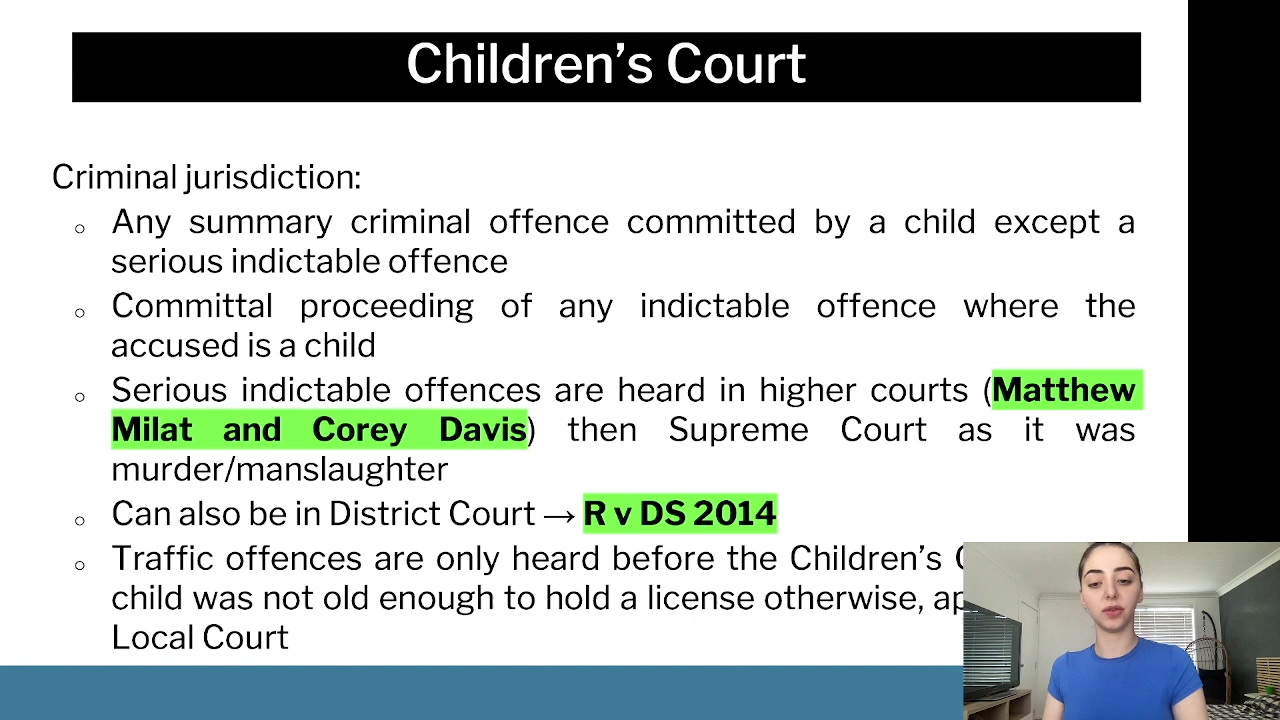 Children’s Court
Criminal jurisdiction:
Any summary criminal offence committed by a child except a
serious indictable offence
Committal proceeding of any indictable offence where the
accused is a child
Serious indictable offences are heard in higher courts (Matthew
Milat and Corey Davis) then Supreme Court as it was
murder/manslaughter
Can also be in District Court → R v DS 2014
Traffic offences are only heard before the Children’s
child was not old enough to hold a license otherwise,
Local Court